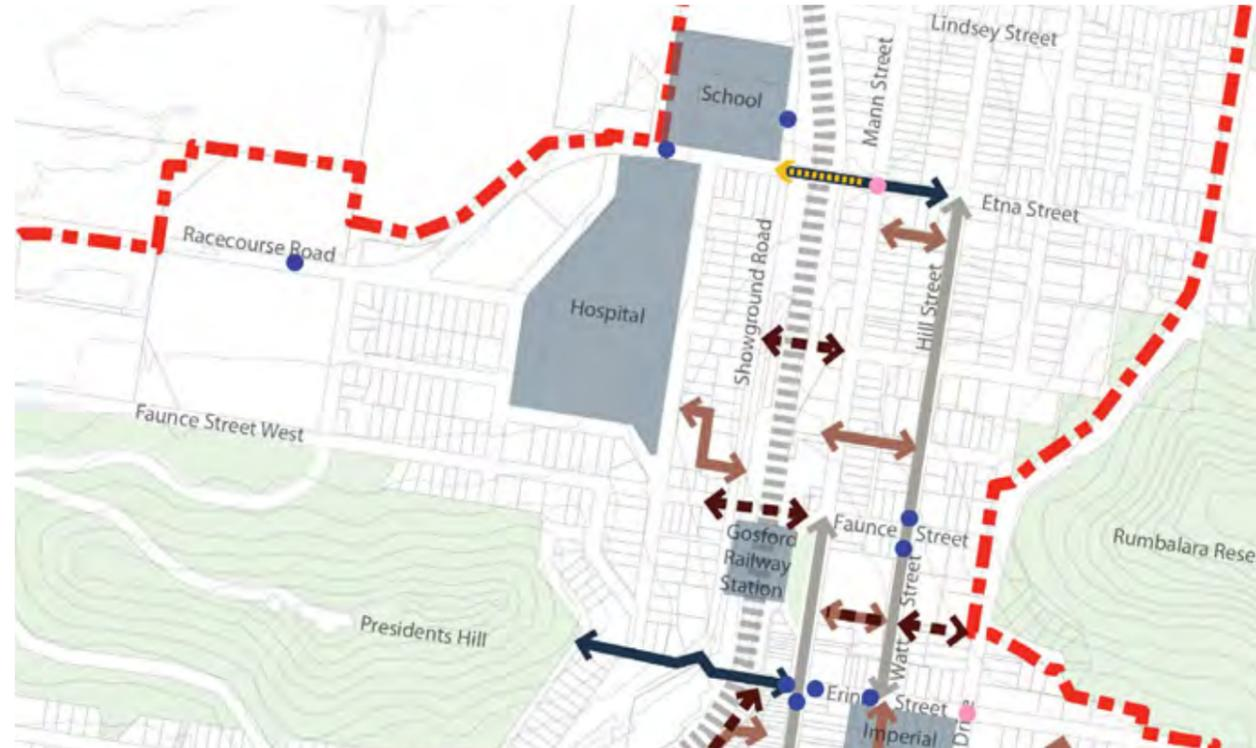 Lindsey Street
Mann Street
School
Etna Street
Racecourse Road
Showground Road
Hill Street
Hospital
Faunce Street West
Faunce Street
Gosford
Railway
Station
Rumbalara Rese
Watt Street
Presidents Hill
Erin Street
Imperial